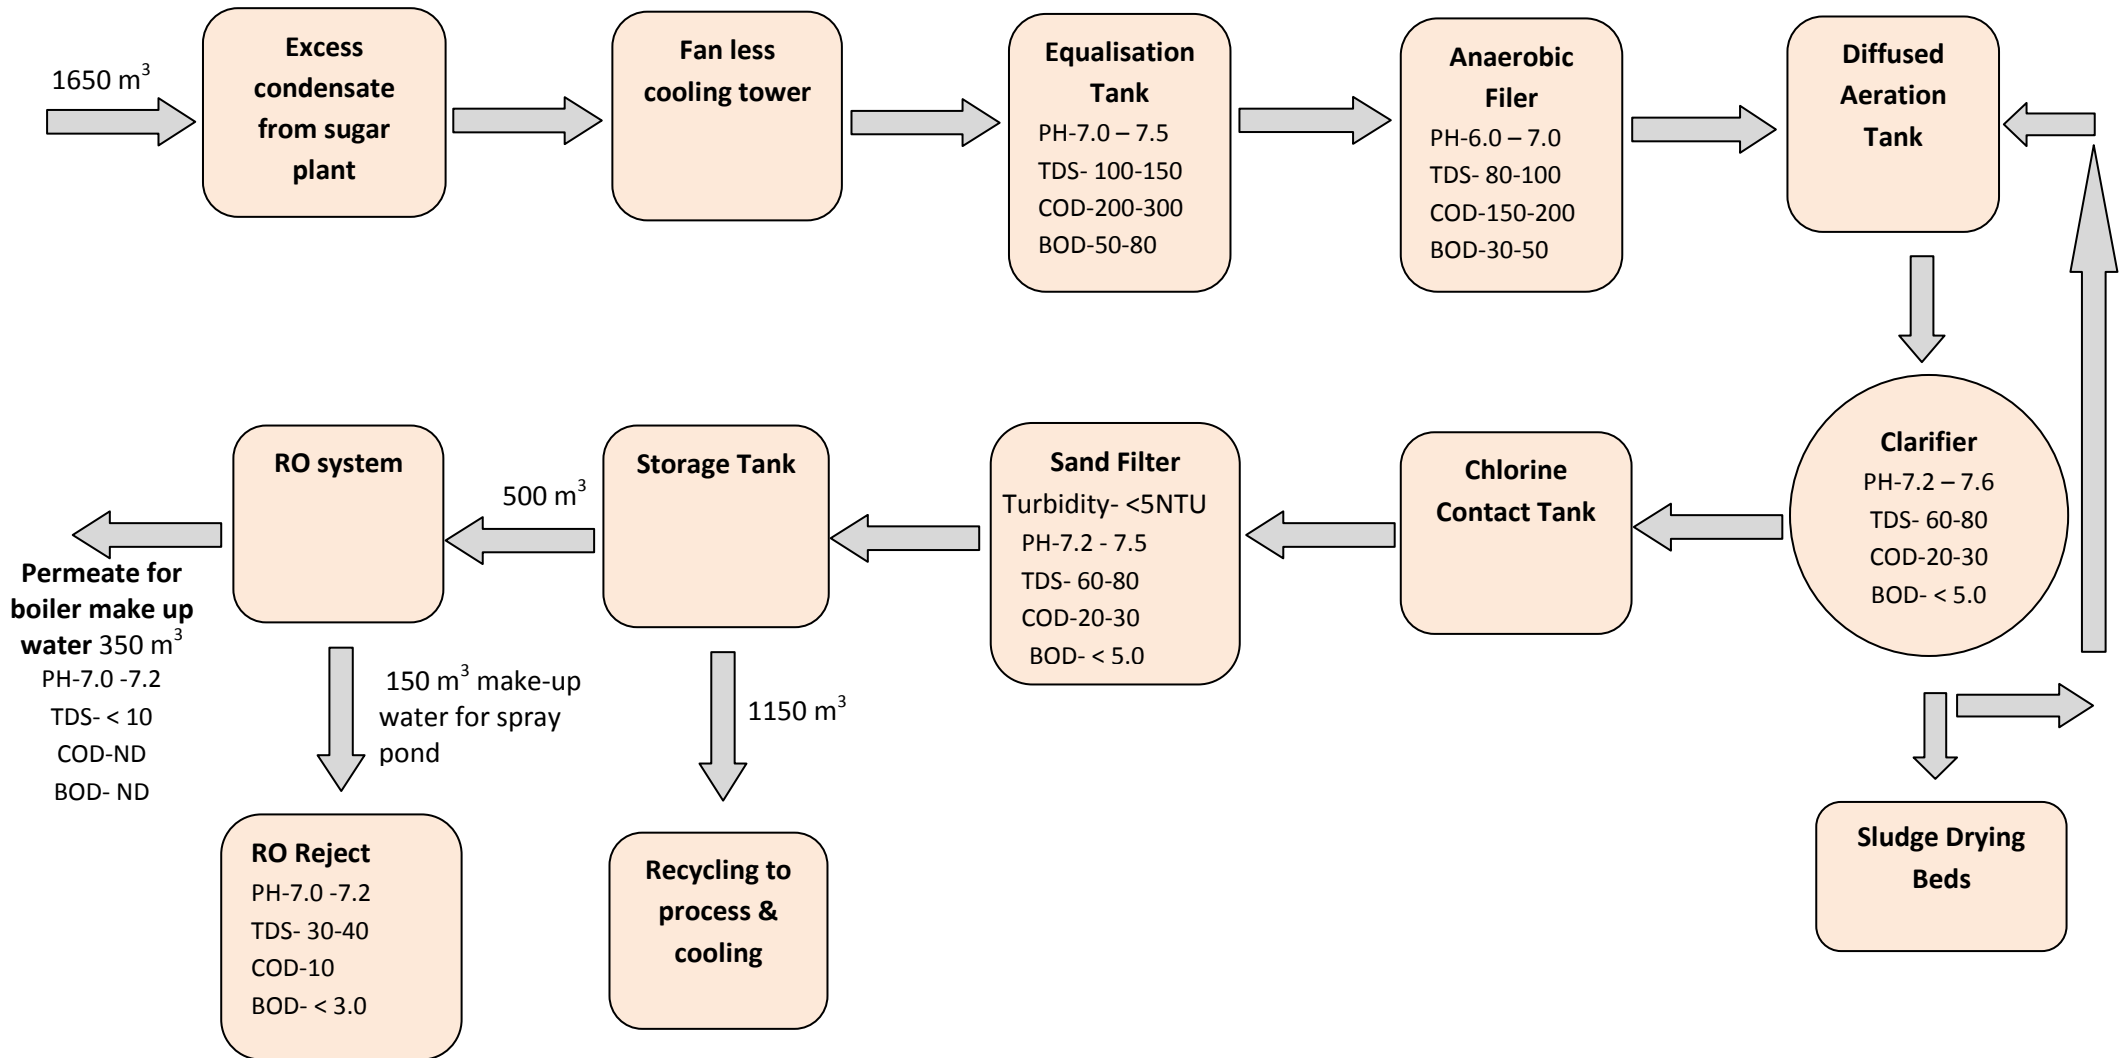 1650 m³
Excess
condensate
from sugar
plant
Fan less
cooling tower
Equalisation
Tank
PH-7.0 – 7.5
TDS- 100-150
COD-200-300
BOD-50-80
Anaerobic
Filer
PH-6.0 – 7.0
TDS- 80-100
COD-150-200
BOD-30-50
Diffused
Aeration
Tank
Clarifier
PH-7.2 – 7.6
TDS- 60-80
COD-20-30
BOD- < 5.0
Chlorine
Contact Tank
Sand Filter
Turbidity- <5NTU
PH-7.2 - 7.5
TDS- 60-80
COD-20-30
BOD- < 5.0
Storage Tank
500 m³
RO system
Permeate for
boiler make up
water 350 m³
PH-7.0 -7.2
TDS- < 10
COD-ND
BOD- ND
150 m³ make-up
water for spray
pond
1150 m³
RO Reject
PH-7.0 -7.2
TDS- 30-40
COD-10
BOD- < 3.0
Recycling to
process &
cooling
Sludge Drying
Beds